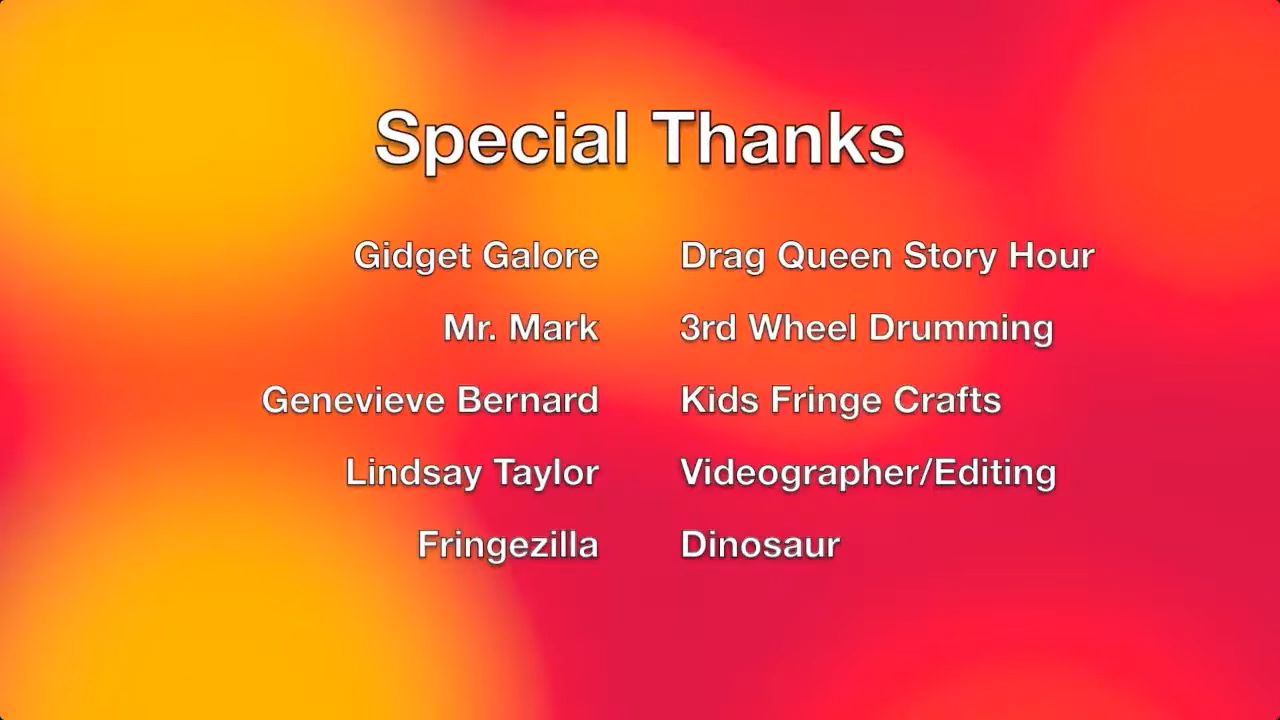 Special Thanks
Gidget Galore Drag Queen Story Hour
Mr. Mark 3rd Wheel Drumming
Genevieve Bernard Kids Fringe Crafts
Lindsay Taylor Videographer/Editing
Fringezilla Dinosaur